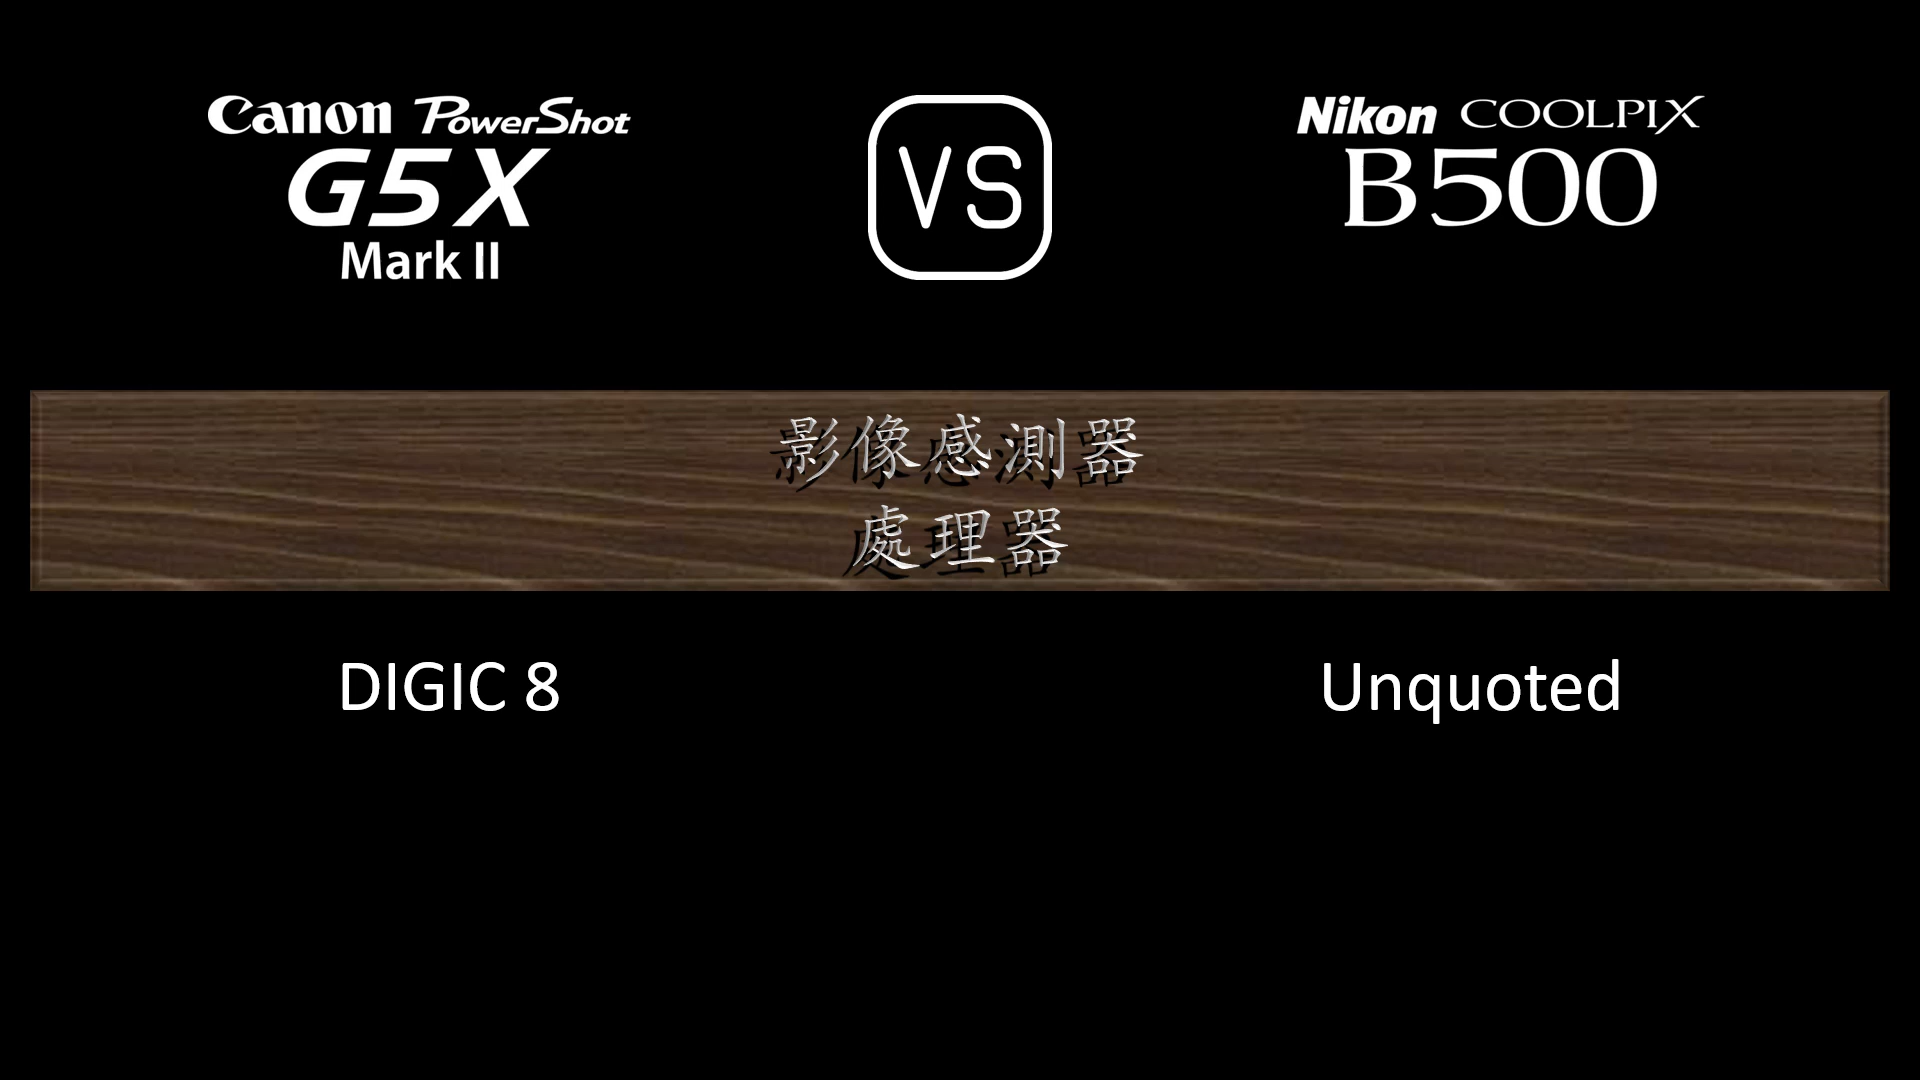 Canon PowerShot
G5 X
Mark II
VS
Nikon COOLPIX
B500
影像感測器
處理器
DIGIC 8
Unquoted